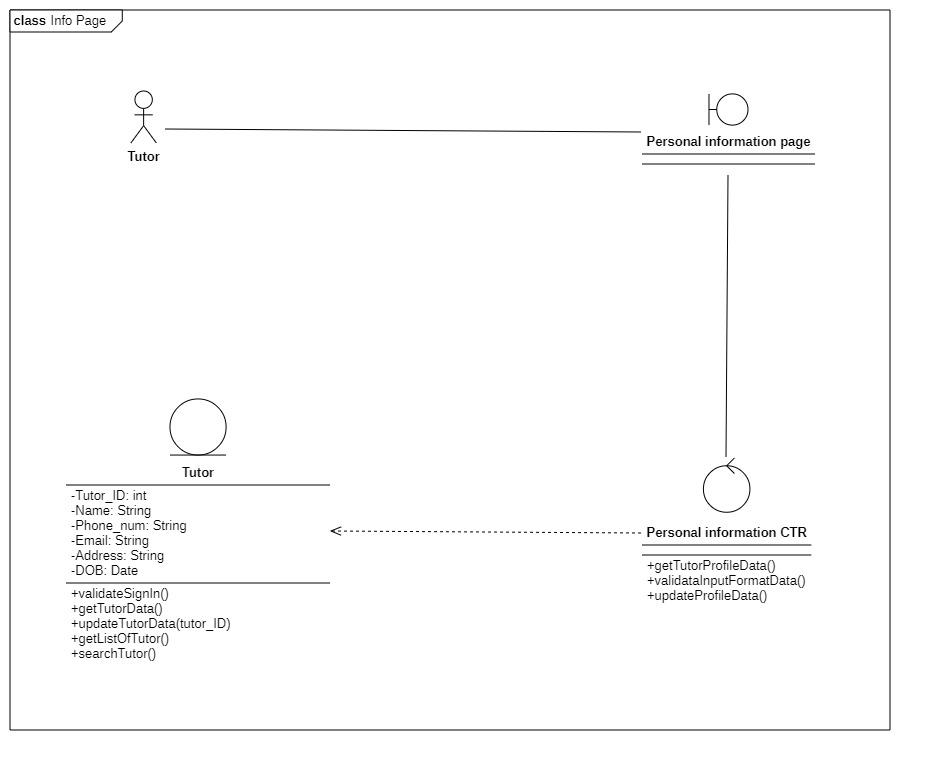 class Info Page
Tutor
Personal information page
Tutor
-Tutor_ID: int
-Name: String
-Phone_num: String
-Email: String
-Address: String
-DOB: Date
+validateSignIn()
+getTutorData()
+updateTutorData(tutor_ID)
+getListOfTutor()
+searchTutor()
Personal information CTR
+getTutorProfileData()
+validataInputFormatData()
+updateProfileData()